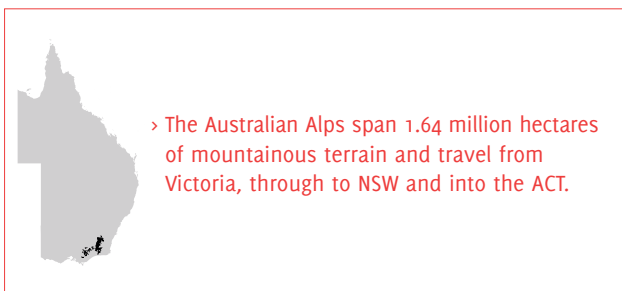 › The Australian Alps span 1.64 million hectares
of mountainous terrain and travel from
Victoria, through to NSW and into the ACT.